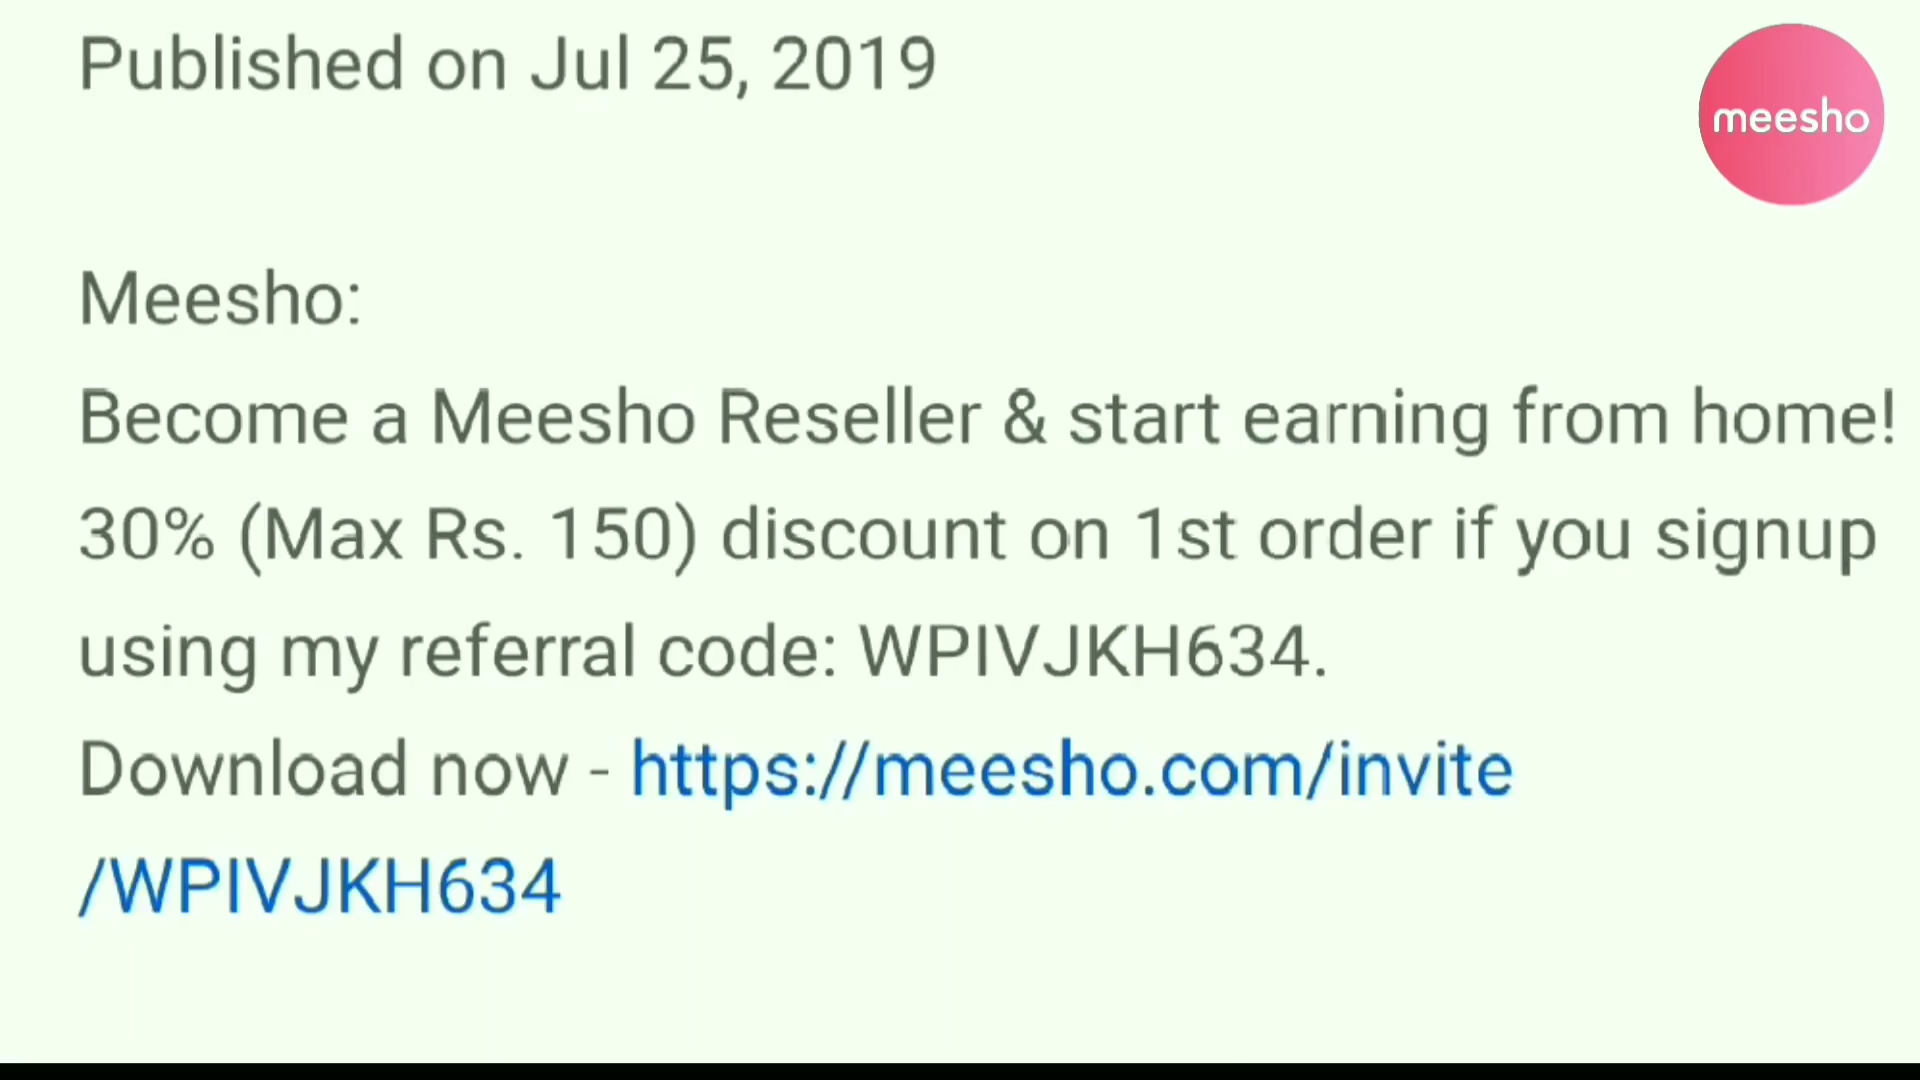 Published on Jul 25, 2019
meesho
Meesho:
Become a Meesho Reseller & start earning from home!
30% (Max Rs. 150) discount on 1st order if you signup
using my referral code: WPIVJKH634.
Download now - https://meesho.com/invite
/WPIVJKH634